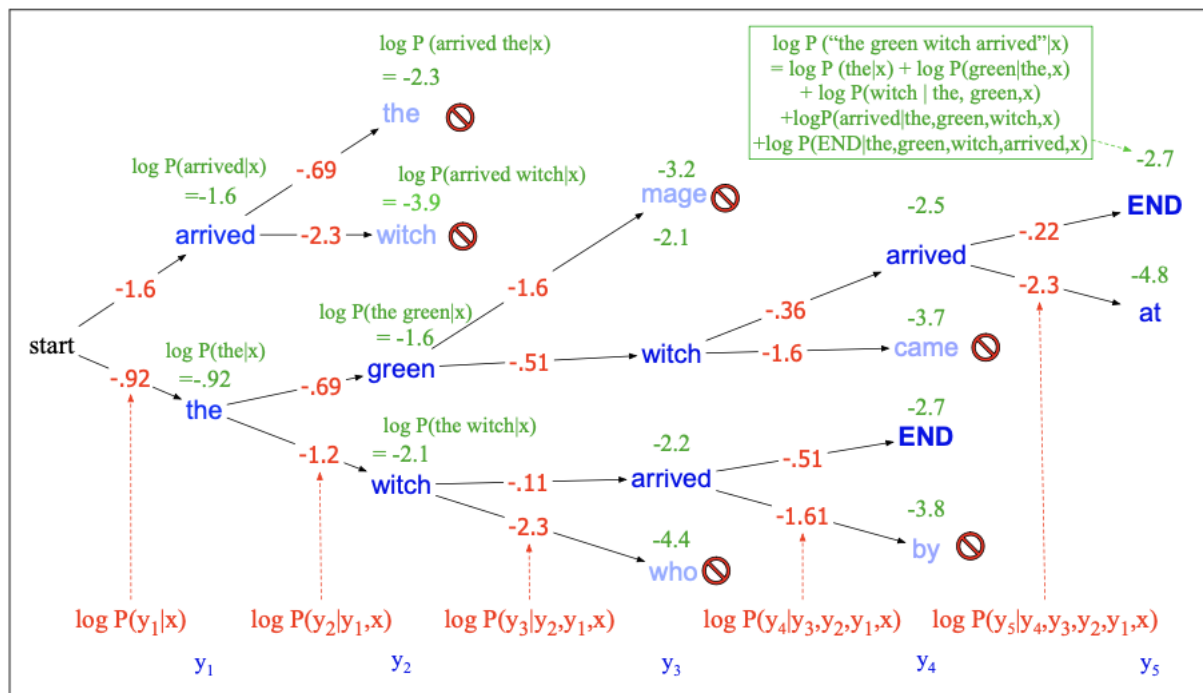 log P (arrived the|x)
= -2.3
the
log P(arrived|x)
=-1.6
-.69
log P(arrived witch|x)
= -3.9
arrived
-2.3
witch
-1.6
start
log P(the|x)
=-.92
-.92
the
log P(the green|x)
= -1.6
-.69
green
-1.2
log P(the witch|x)
= -2.1
witch
-3.2
mage
-2.1
-1.6
-.51
witch
-.11
-2.2
arrived
-2.3
-4.4
who
log P (“the green witch arrived”|x)
= log P (the|x) + log P(green|the,x)
+ log P(witch | the, green,x)
+logP(arrived|the,green,witch,x)
+log P(END|the,green,witch,arrived,x)
-2.7
END
-2.5
arrived
-.22
-2.3
-4.8
at
-.36
-3.7
-1.6
came
-2.7
END
-.51
-1.61
-3.8
by
log P(y1|x)
log P(y2|y1,x)
log P(y3|y2,y1,x)
log P(y4|y3,y2,y1,x)
log P(y5|y4,y3,y2,y1,x)
y1
y2
y3
y4
y5